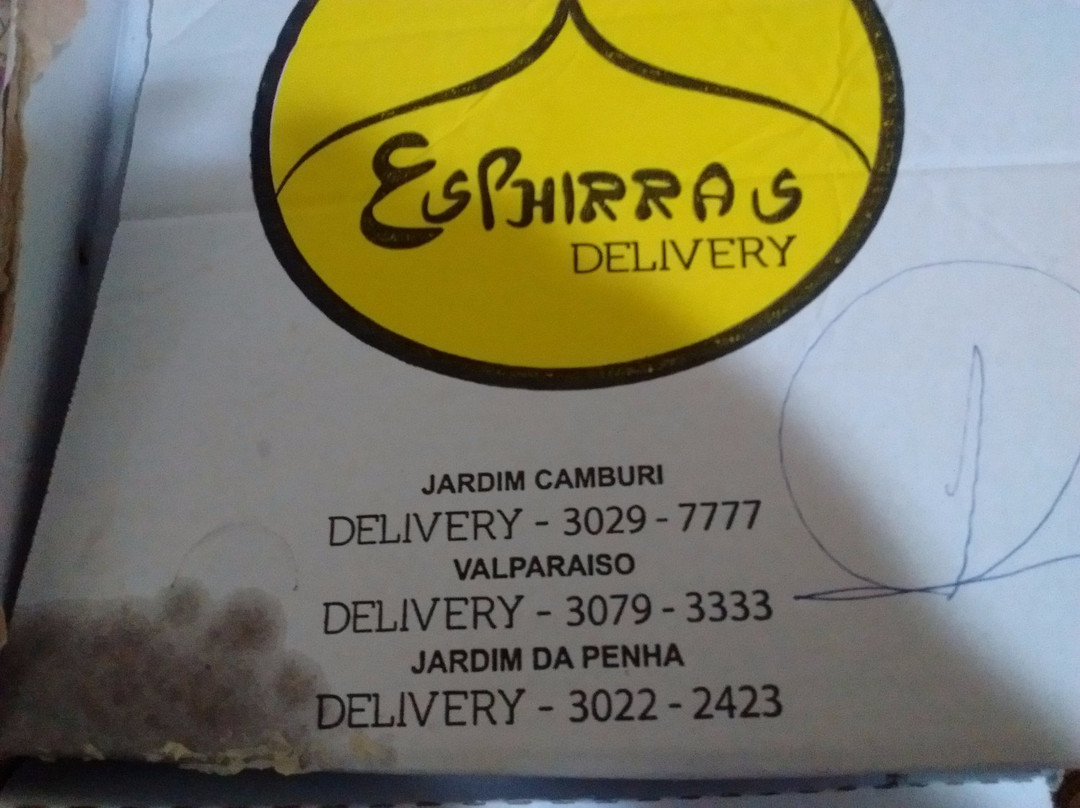 ESPHIRRAS
DELIVERY
JARDIM CAMBURI
DELIVERY - 3029 - 7777
VALPARAISO
DELIVERY - 3079 - 3333
JARDIM DA PENHA
DELIVERY - 3022 - 2423